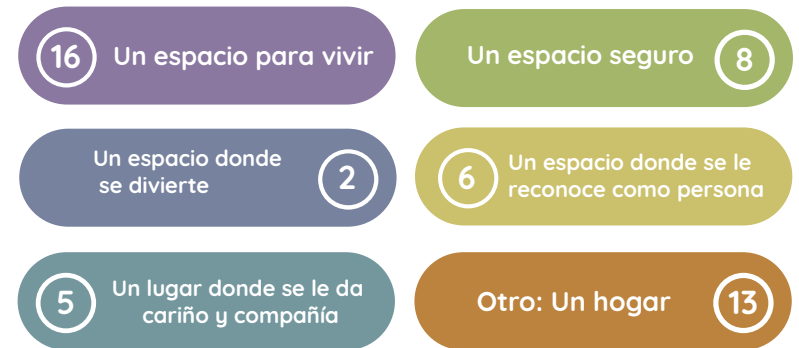 16 Un espacio para vivir
Un espacio seguro 8
Un espacio donde
se divierte
2
6
Un espacio donde se le
reconoce como persona
5
Un lugar donde se le da
cariño y compañía
Otro: Un hogar 13